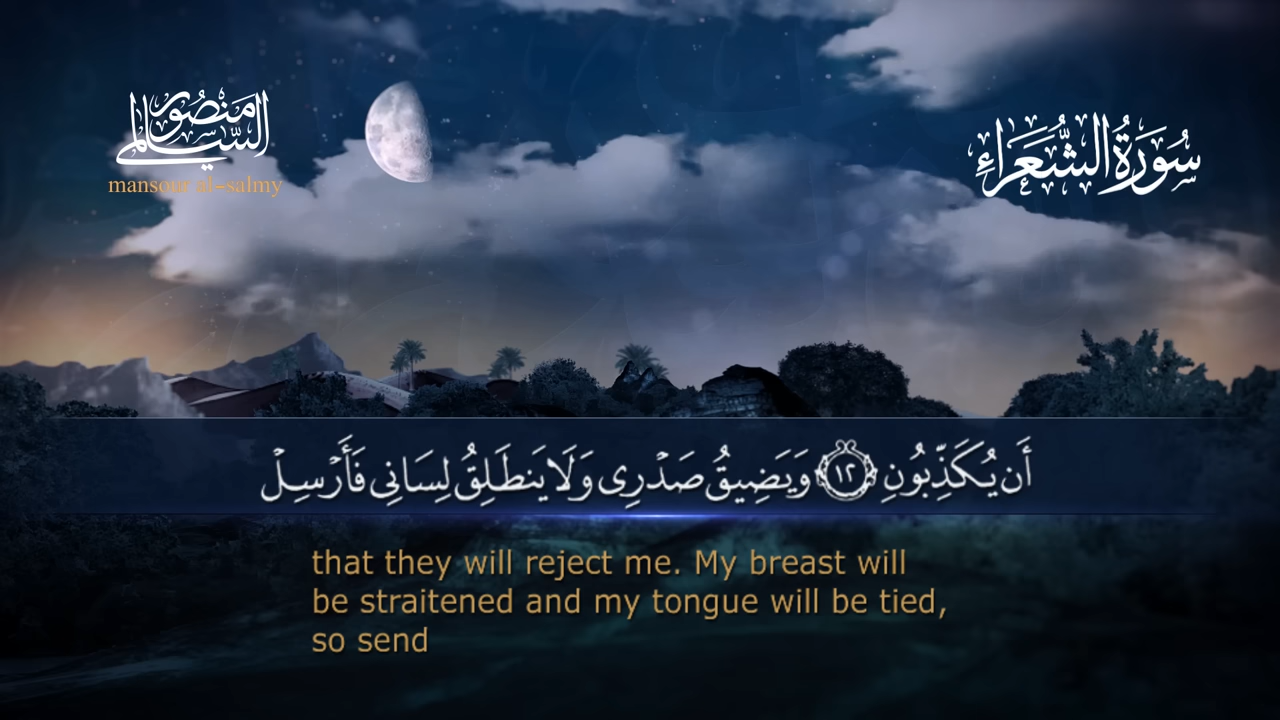 منصور
السالمي
mansour al-salmy
سُورَةُ الشُّعَرَاءِ
أَن يُكَذِّبُونِ ١٢ وَيَضِيقُ صَدْرِى وَلَا يَنطَلِقُ لِسَانِى فَأَرْسِلْ
that they will reject me. My breast will
be straitened and my tongue will be tied,
so send